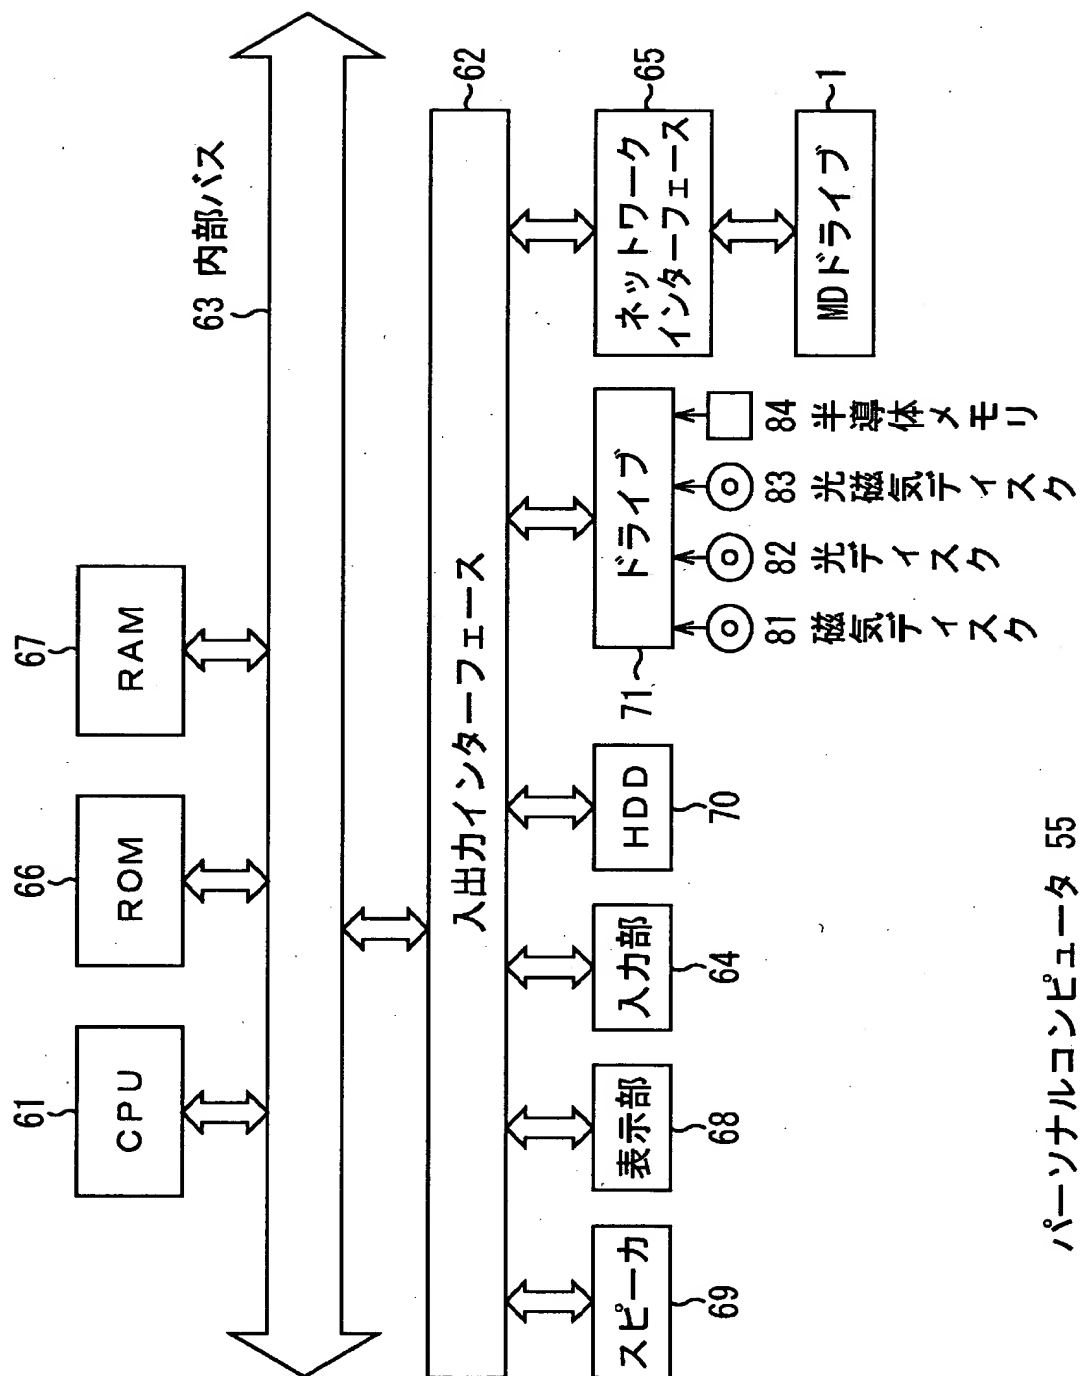 61
CPU
66
ROM
67
RAM
63 内部バス
入出力インターフェース
62
スピーカ
69
表示部
68
入力部
64
HDD
70
ドライブ
71
81 磁気ディスク
82 光ディスク
83 光磁気ディスク
84 半導体メモリ
ネットワーク
インターフェース
65
MDドライブ
1
パーソナルコンピュータ 55